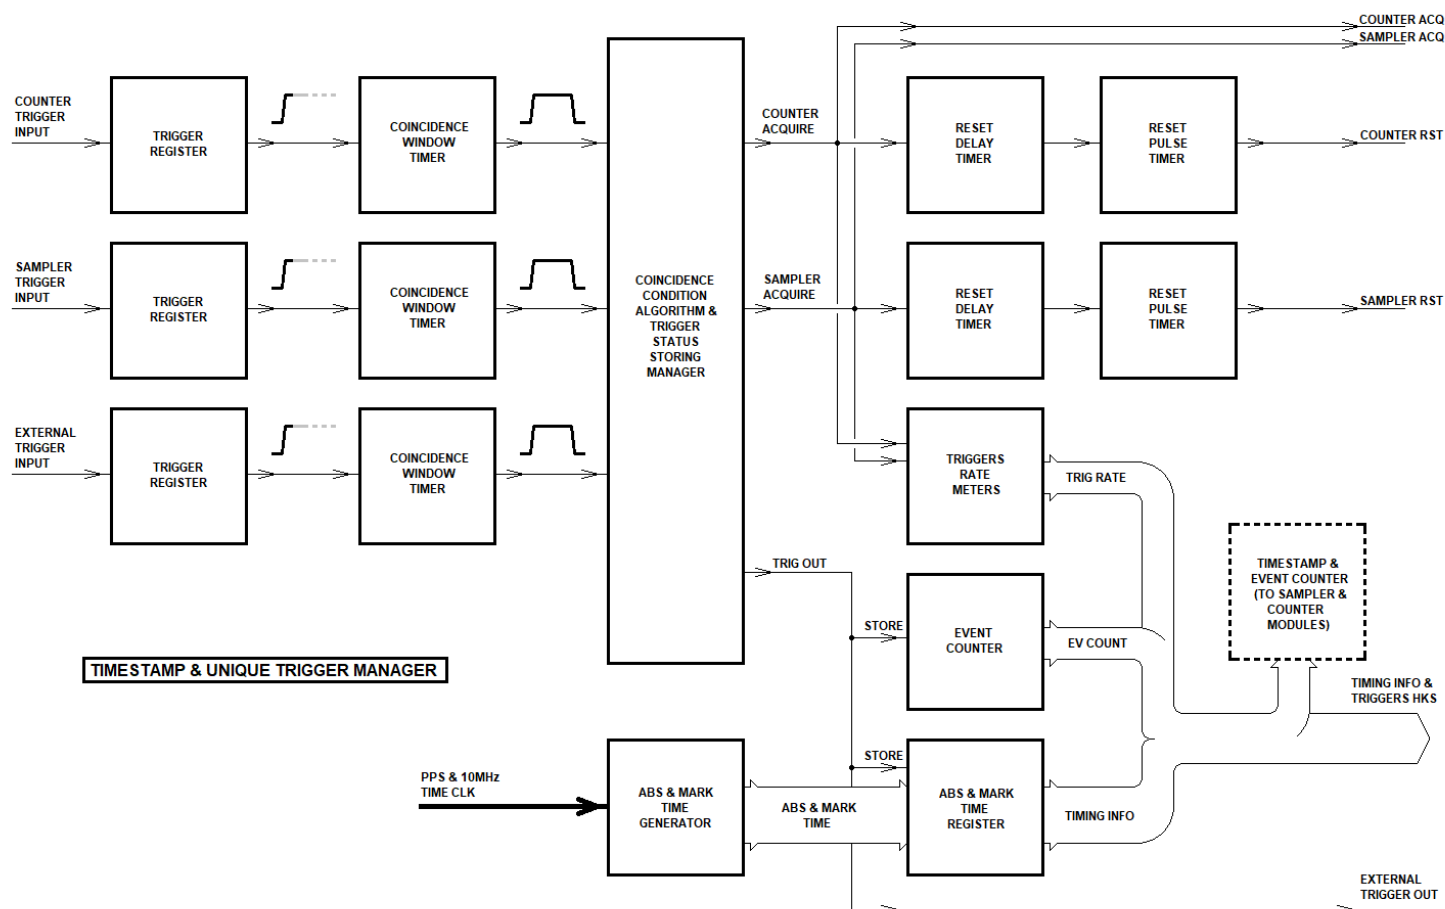 COUNTER ACQ
SAMPLER ACQ
COUNTER
TRIGGER
INPUT
TRIGGER
REGISTER
COINCIDENCE
WINDOW
TIMER
COUNTER
ACQUIRE
RESET
DELAY
TIMER
RESET
PULSE
TIMER
COUNTER RST
SAMPLER
TRIGGER
INPUT
TRIGGER
REGISTER
COINCIDENCE
WINDOW
TIMER
COINCIDENCE
CONDITION
ALGORITHM &
TRIGGER
STATUS
STORING
MANAGER
SAMPLER
ACQUIRE
RESET
DELAY
TIMER
RESET
PULSE
TIMER
SAMPLER RST
EXTERNAL
TRIGGER
INPUT
TRIGGER
REGISTER
COINCIDENCE
WINDOW
TIMER
TRIGGERS
RATE
METERS
TRIG RATE
TRIG OUT
TIMESTAMP &
EVENT COUNTER
(TO SAMPLER &
COUNTER
MODULES)
STORE
EVENT
COUNTER
EV COUNT
TIMESTAMP & UNIQUE TRIGGER MANAGER
TIMING INFO &
TRIGGERS HKS
STORE
PPS & 10MHz
TIME CLK
ABS & MARK
TIME
GENERATOR
ABS & MARK
TIME
ABS & MARK
TIME
REGISTER
TIMING INFO
EXTERNAL
TRIGGER OUT